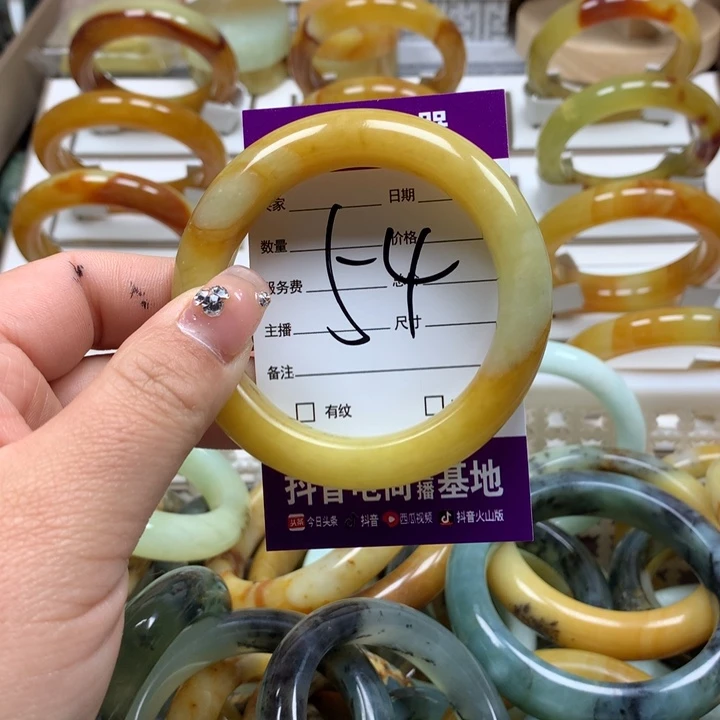 器
家 日期
数量 价格
服务费
主播 尺寸
备注
54
有纹
抖音电商直播基地
今日头条 抖音 西瓜视频 抖音火山版